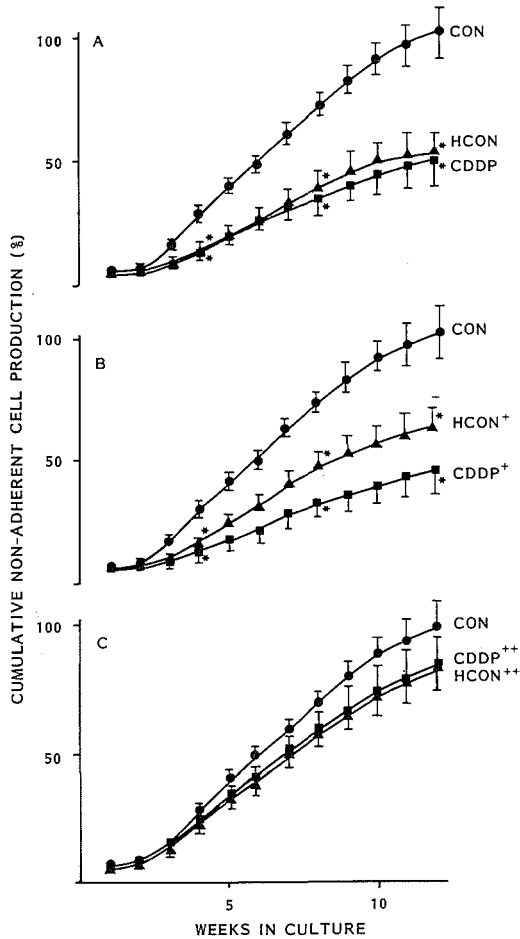 CUMULATIVE NON-ADHERENT CELL PRODUCTION (%)
A
100
50
CON
* HCON
* CDDP
*
*
*
*
B
100
50
CON
* HCON+
CDDP+
*
*
*
*
*
C
100
50
CON
CDDP++
HCON++
5
10
WEEKS IN CULTURE